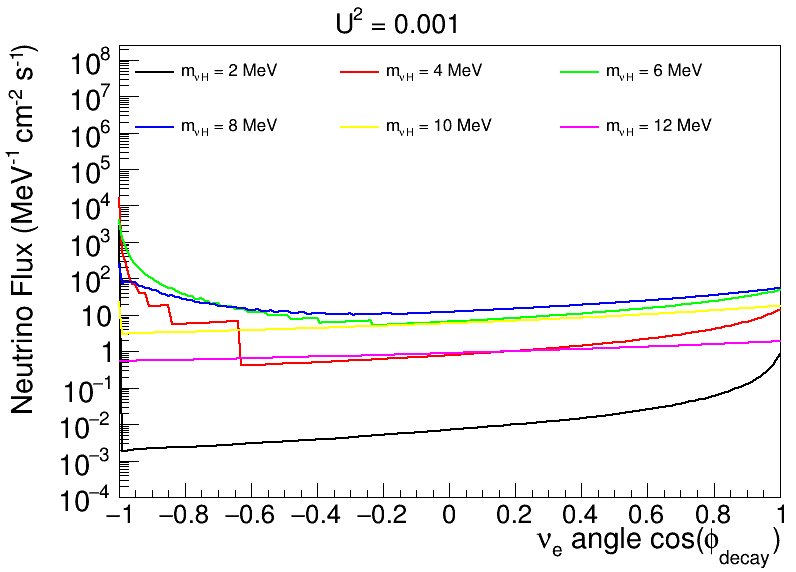 U² = 0.001
Neutrino Flux (MeV⁻¹ cm⁻² s⁻¹)
10⁸
10⁷
10⁶
10⁵
10⁴
10³
10²
10
1
10⁻¹
10⁻²
10⁻³
10⁻⁴
m_νH = 2 MeV m_νH = 4 MeV m_νH = 6 MeV
m_νH = 8 MeV m_νH = 10 MeV m_νH = 12 MeV
−1 −0.8 −0.6 −0.4 −0.2 0 0.2 0.4 0.6 0.8 1
ν_e angle cos(ϕ_decay)